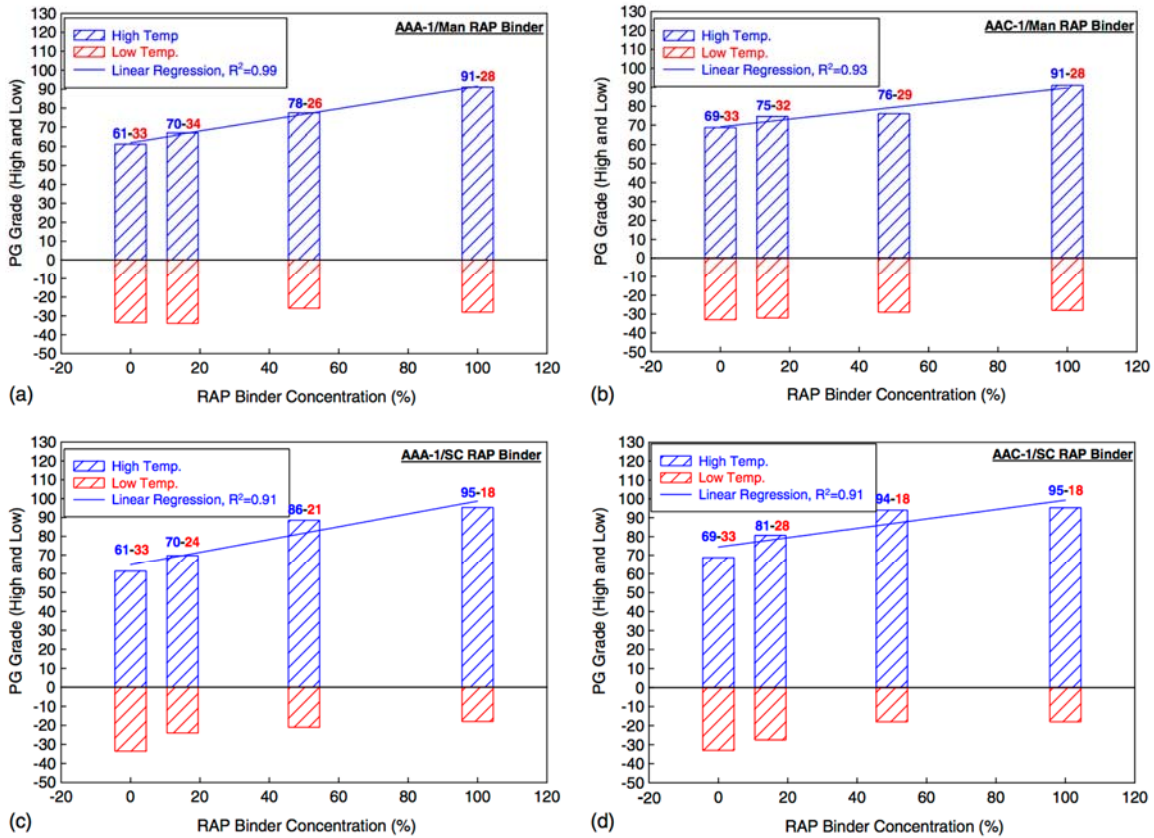 AAA-1/Man RAP Binder
High Temp
Low Temp.
Linear Regression, R²=0.99
130
120
110
100
90
80
70
60
50
40
30
20
10
0
-10
-20
-30
-40
-50
PG Grade (High and Low)
61-33
70-34
78-26
91-28
-20 0 20 40 60 80 100 120
RAP Binder Concentration (%)
(a)
AAC-1/Man RAP Binder
High Temp.
Low Temp.
Linear Regression, R²=0.93
130
120
110
100
90
80
70
60
50
40
30
20
10
0
-10
-20
-30
-40
-50
PG Grade (High and Low)
69-33
75-32
76-29
91-28
-20 0 20 40 60 80 100 120
RAP Binder Concentration (%)
(b)
AAA-1/SC RAP Binder
High Temp.
Low Temp.
Linear Regression, R²=0.91
130
120
110
100
90
80
70
60
50
40
30
20
10
0
-10
-20
-30
-40
-50
PG Grade (High and Low)
61-33
70-24
86-21
95-18
-20 0 20 40 60 80 100 120
RAP Binder Concentration (%)
(c)
AAC-1/SC RAP Binder
High Temp.
Low Temp.
Linear Regression, R²=0.91
130
120
110
100
90
80
70
60
50
40
30
20
10
0
-10
-20
-30
-40
-50
PG Grade (High and Low)
69-33
81-28
94-18
95-18
-20 0 20 40 60 80 100 120
RAP Binder Concentration (%)
(d)